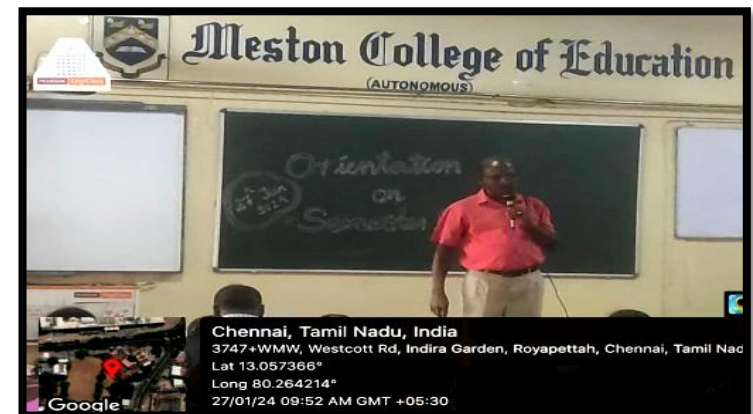 Meston College of Education
(AUTONOMOUS)
Orientation
on
Semester
Chennai, Tamil Nadu, India
3747+WMW, Westcott Rd, Indira Garden, Royapettah, Chennai, Tamil Nad
Lat 13.057366°
Long 80.264214°
27/01/24 09:52 AM GMT +05:30
Google